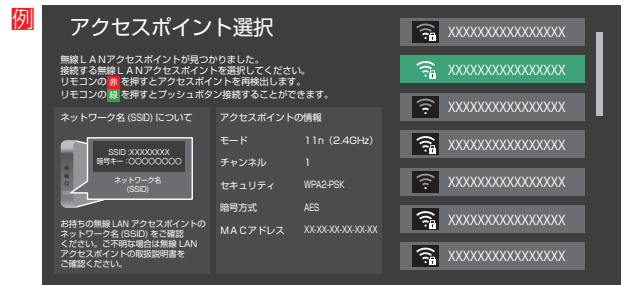 例
アクセスポイント選択
無線LANアクセスポイントが見つかりました。
接続する無線LANアクセスポイントを選択してください。
リモコンの 赤 を押すとアクセスポイントを再検出します。
リモコンの 緑 を押すとプッシュボタン接続することができます。
ネットワーク名 (SSID) について
SSID :XXXXXXXX
暗号キー :OOOOOOOO
ネットワーク名
(SSID)
お持ちの無線 LAN アクセスポイントの
ネットワーク名 (SSID) をご確認
ください。ご不明な場合は無線 LAN
アクセスポイントの取扱説明書を
ご確認ください。
アクセスポイントの情報
モード 11n (2.4GHz)
チャンネル 1
セキュリティ WPA2-PSK
暗号方式 AES
MACアドレス XX-XX-XX-XX-XX-XX
XXXXXXXXXXXXXXXX
XXXXXXXXXXXXXXXX
XXXXXXXXXXXXXXXX
XXXXXXXXXXXXXXXX
XXXXXXXXXXXXXXXX
XXXXXXXXXXXXXXXX
XXXXXXXXXXXXXXXX